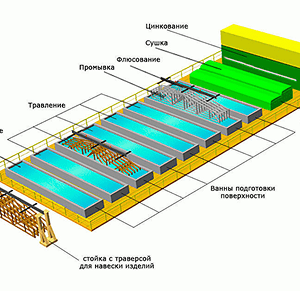 Цинкование
Сушка
Флюсование
Промывка
Травление
е
Ванны подготовки
поверхности
стойка с траверсой
для навески изделий